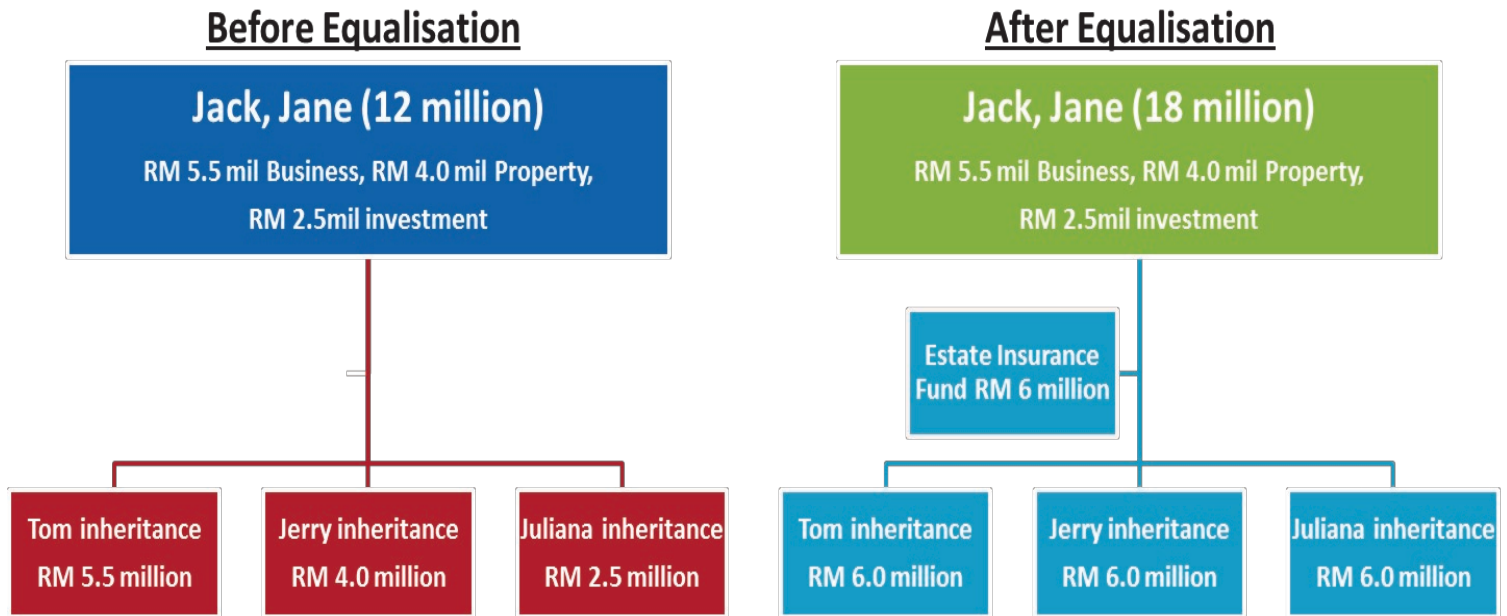 Before Equalisation
Jack, Jane (12 million)
RM 5.5 mil Business, RM 4.0 mil Property,
RM 2.5mil investment
Tom inheritance
RM 5.5 million
Jerry inheritance
RM 4.0 million
Juliana inheritance
RM 2.5 million
After Equalisation
Jack, Jane (18 million)
RM 5.5 mil Business, RM 4.0 mil Property,
RM 2.5mil investment
Estate Insurance
Fund RM 6 million
Tom inheritance
RM 6.0 million
Jerry inheritance
RM 6.0 million
Juliana inheritance
RM 6.0 million